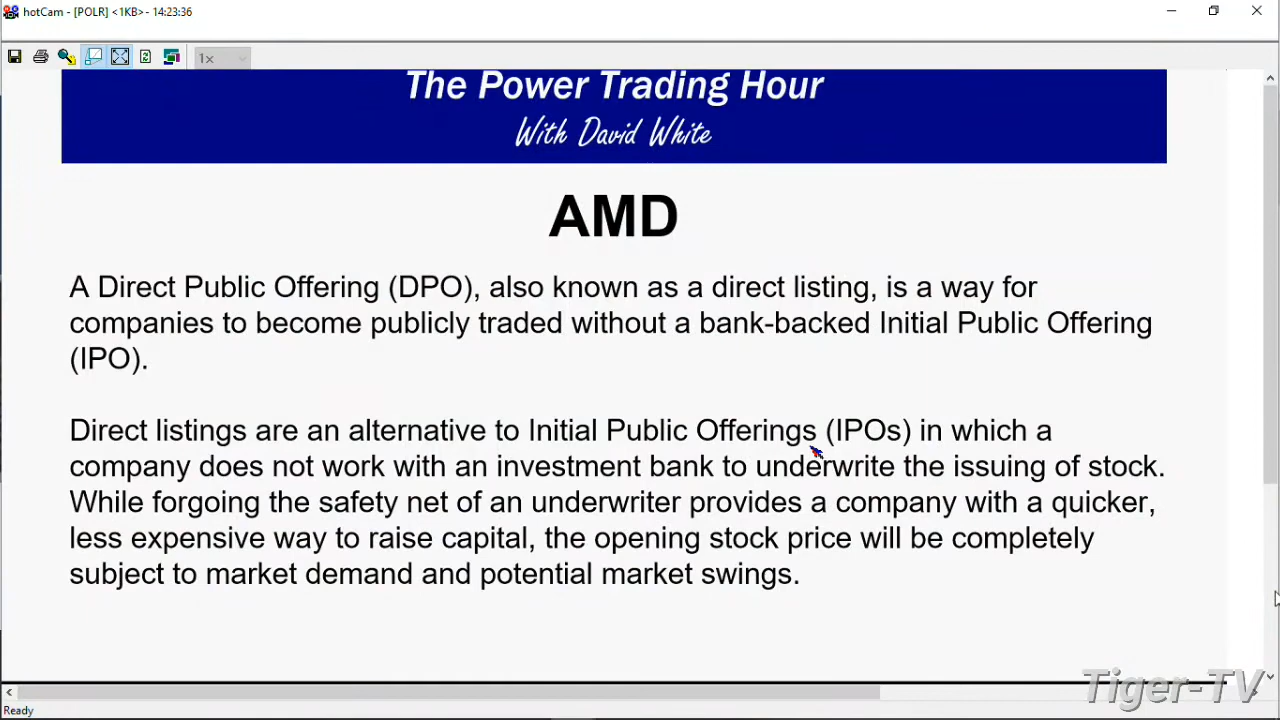 hotCam - [POLR] <1KB> - 14:23:36
1x
The Power Trading Hour
With David White
AMD
A Direct Public Offering (DPO), also known as a direct listing, is a way for
companies to become publicly traded without a bank-backed Initial Public Offering
(IPO).
Direct listings are an alternative to Initial Public Offerings (IPOs) in which a
company does not work with an investment bank to underwrite the issuing of stock.
While forgoing the safety net of an underwriter provides a company with a quicker,
less expensive way to raise capital, the opening stock price will be completely
subject to market demand and potential market swings.
Tiger-TV
Ready